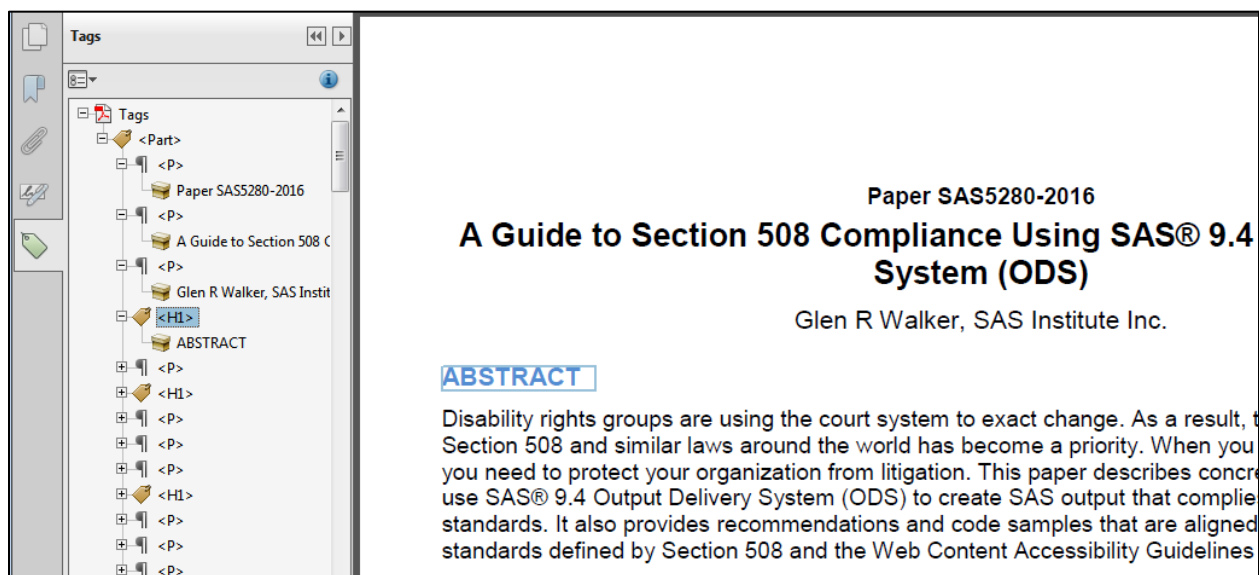 Tags
Tags
<Part>
<P>
Paper SAS5280-2016
<P>
A Guide to Section 508 C
<P>
Glen R Walker, SAS Instit
<H1>
ABSTRACT
<P>
<H1>
<P>
<P>
<P>
<H1>
<P>
<P>
<P>
Paper SAS5280-2016
A Guide to Section 508 Compliance Using SAS® 9.4
System (ODS)
Glen R Walker, SAS Institute Inc.
ABSTRACT
Disability rights groups are using the court system to exact change. As a result, t
Section 508 and similar laws around the world has become a priority. When you
you need to protect your organization from litigation. This paper describes concre
use SAS® 9.4 Output Delivery System (ODS) to create SAS output that complie
standards. It also provides recommendations and code samples that are aligned
standards defined by Section 508 and the Web Content Accessibility Guidelines